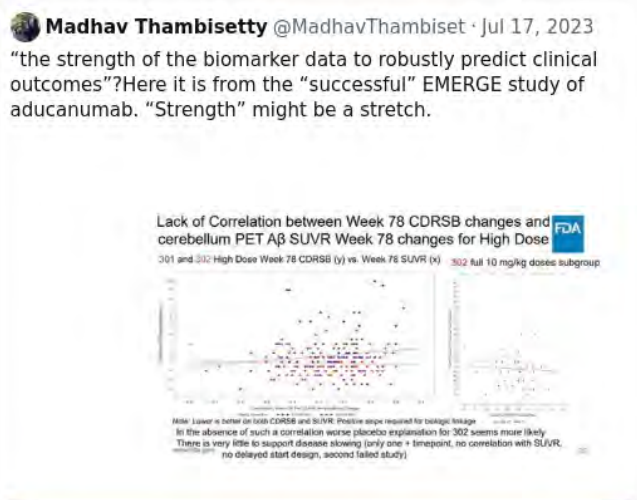 Madhav Thambisetty @MadhavThambiset · Jul 17, 2023
“the strength of the biomarker data to robustly predict clinical
outcomes”?Here it is from the “successful” EMERGE study of
aducanumab. “Strength” might be a stretch.
Lack of Correlation between Week 78 CDRSB changes and
cerebellum PET Aβ SUVR Week 78 changes for High Dose
FDA
301 and 302 High Dose Week 78 CDRSB (y) vs. Week 78 SUVR (x)
302 full 10 mg/kg doses subgroup
Note: Lower is better on both CDRSB and SUVR. Positive slope required for biologic linkage
In the absence of such a correlation worse placebo explanation for 302 seems more likely
There is very little to support disease slowing (only one + timepoint, no correlation with SUVR,
no delayed start design, second failed study)